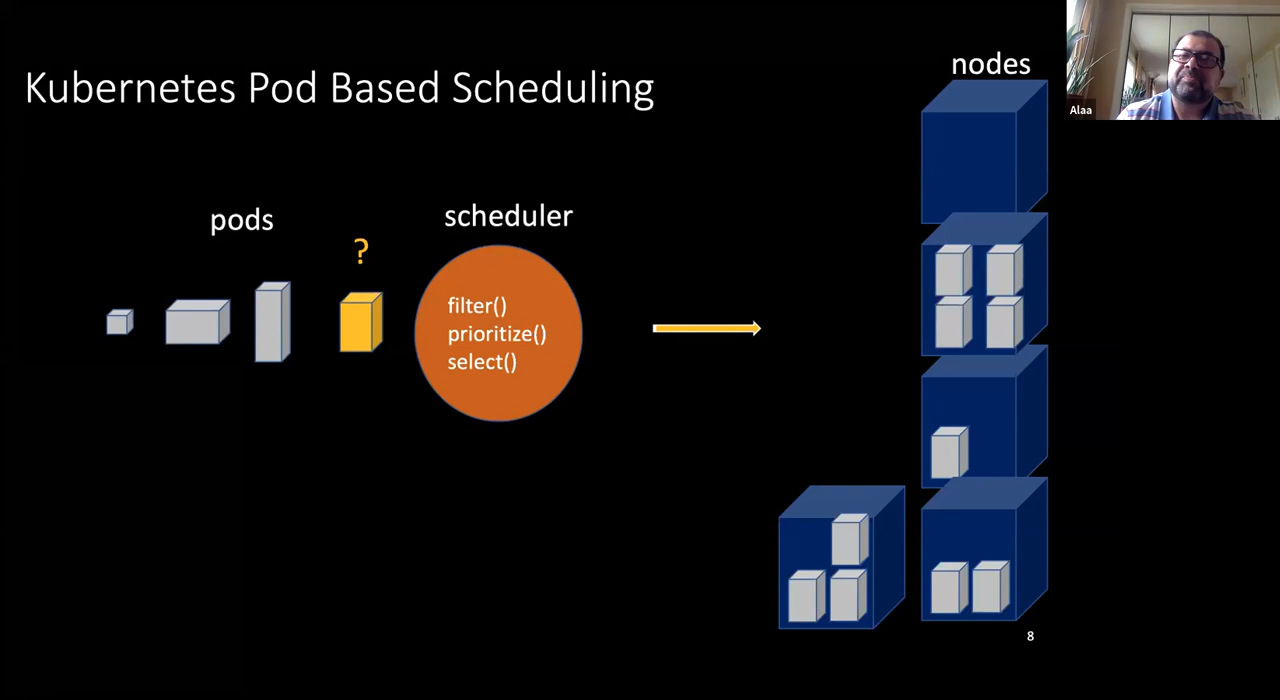 Kubernetes Pod Based Scheduling
nodes
Alaa
pods
scheduler
?
filter()
prioritize()
select()
8